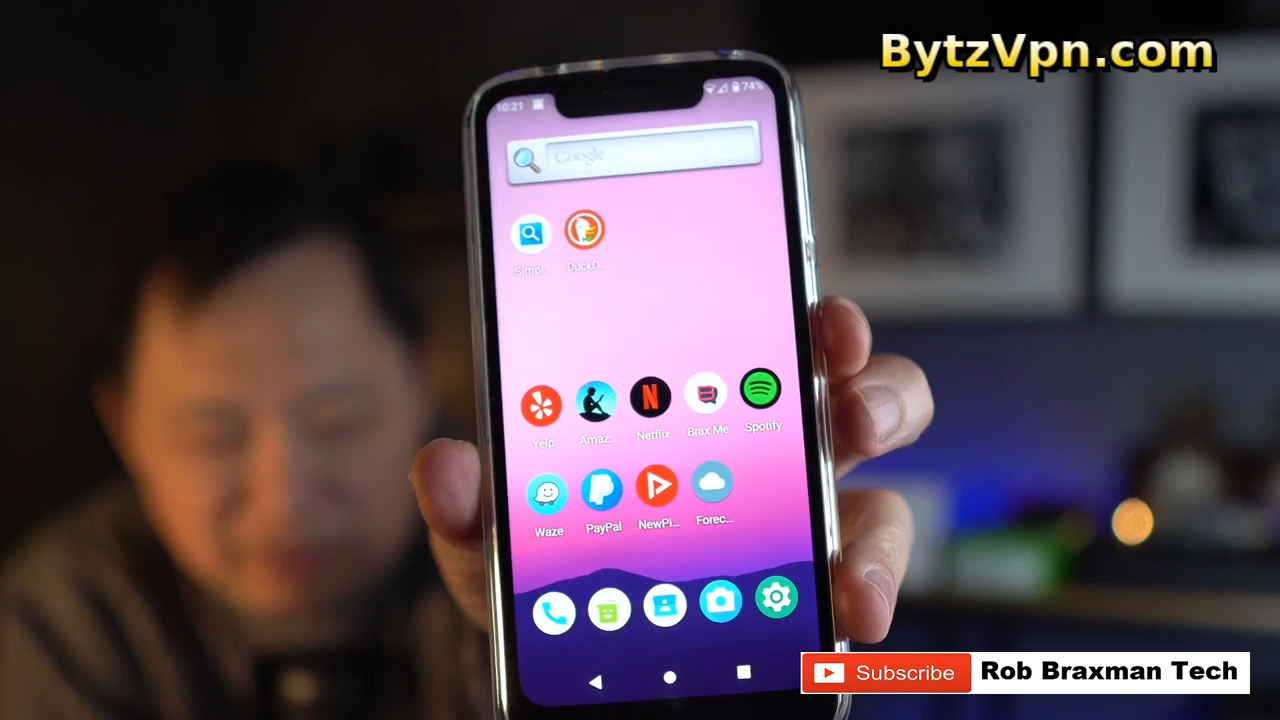 BytzVpn.com
10:21
74%
Google
Simpl...
DuckD...
Yelp
Amaz...
Netflix
Brax Me
Spotify
Waze
PayPal
NewPi...
Forec...
Subscribe
Rob Braxman Tech